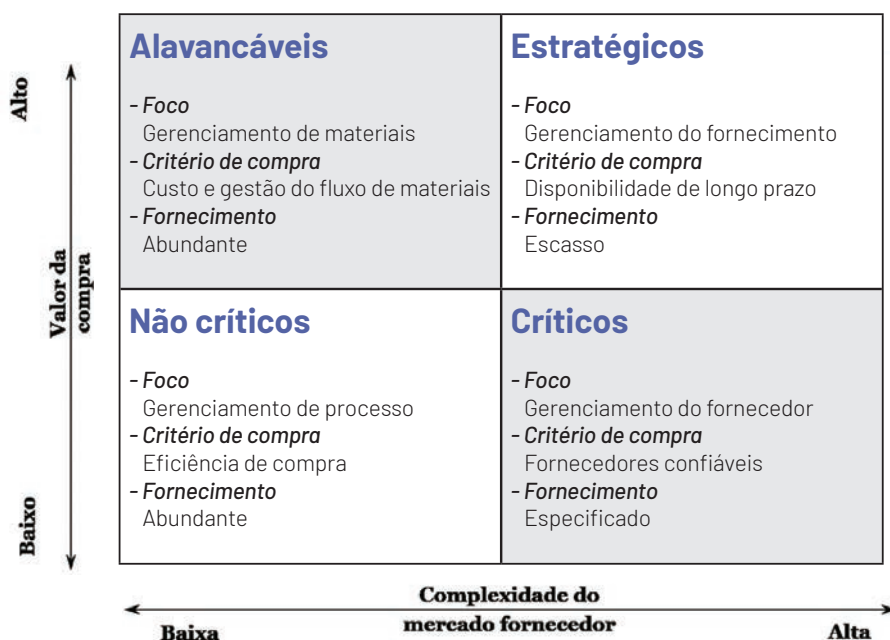 Alto
Valor da
compra
Baixo
Alavancáveis
- Foco
Gerenciamento de materiais
- Critério de compra
Custo e gestão do fluxo de materiais
- Fornecimento
Abundante
Estratégicos
- Foco
Gerenciamento do fornecimento
- Critério de compra
Disponibilidade de longo prazo
- Fornecimento
Escasso
Não críticos
- Foco
Gerenciamento de processo
- Critério de compra
Eficiência de compra
- Fornecimento
Abundante
Críticos
- Foco
Gerenciamento do fornecedor
- Critério de compra
Fornecedores confiáveis
- Fornecimento
Especificado
Baixa
Complexidade do
mercado fornecedor
Alta